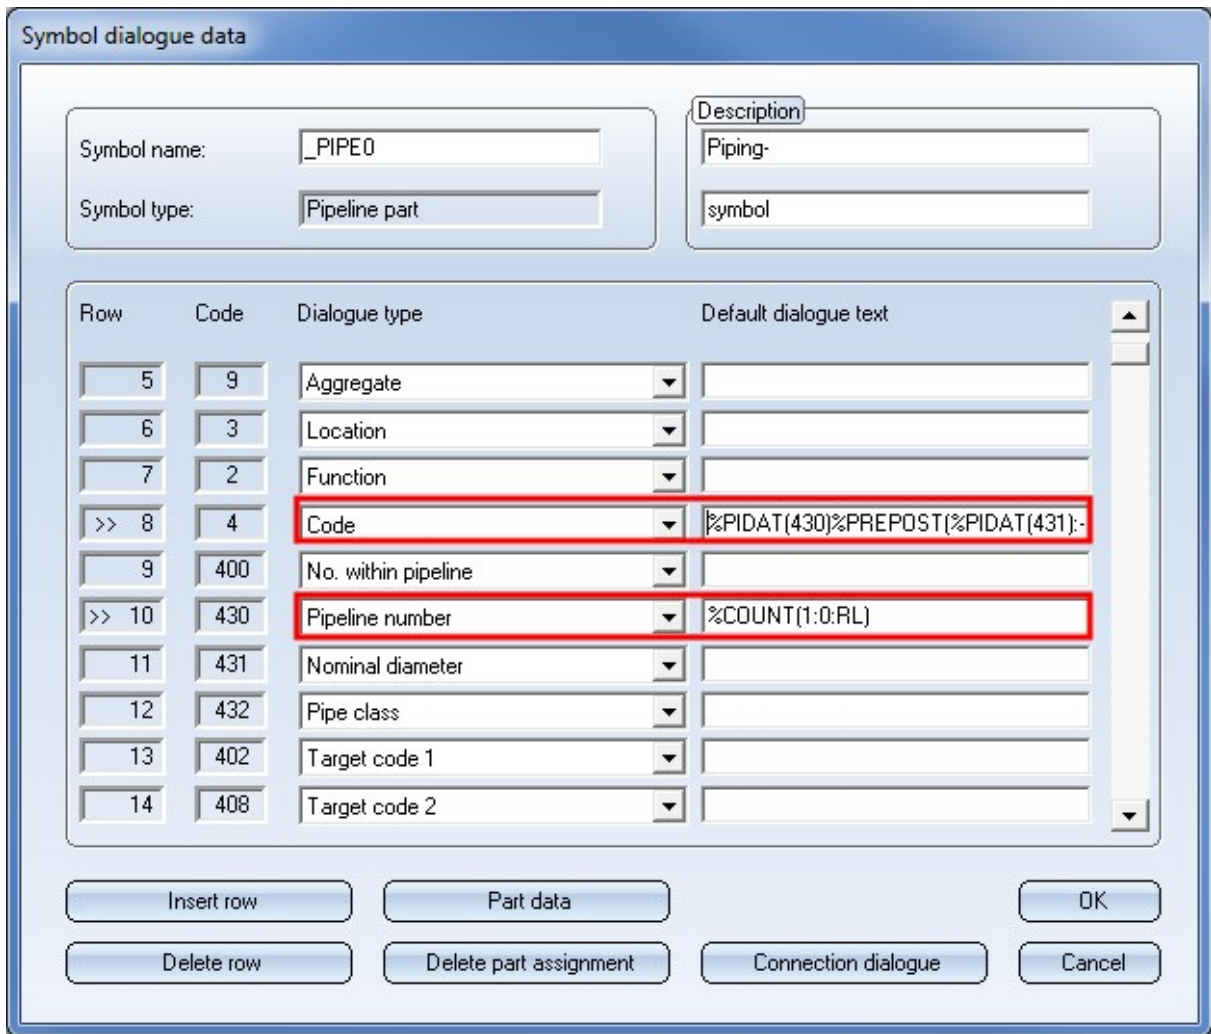 Symbol dialogue data
Symbol name: _PIPE0
Symbol type: Pipeline part
Description
Piping-
symbol
Row Code Dialogue type Default dialogue text
5 9 Aggregate
6 3 Location
7 2 Function
>> 8 4 Code %PIDAT(430)%PREPOST(%PIDAT(431):-
9 400 No. within pipeline
>> 10 430 Pipeline number %COUNT(1:0:RL)
11 431 Nominal diameter
12 432 Pipe class
13 402 Target code 1
14 408 Target code 2
Insert row Part data OK
Delete row Delete part assignment Connection dialogue Cancel